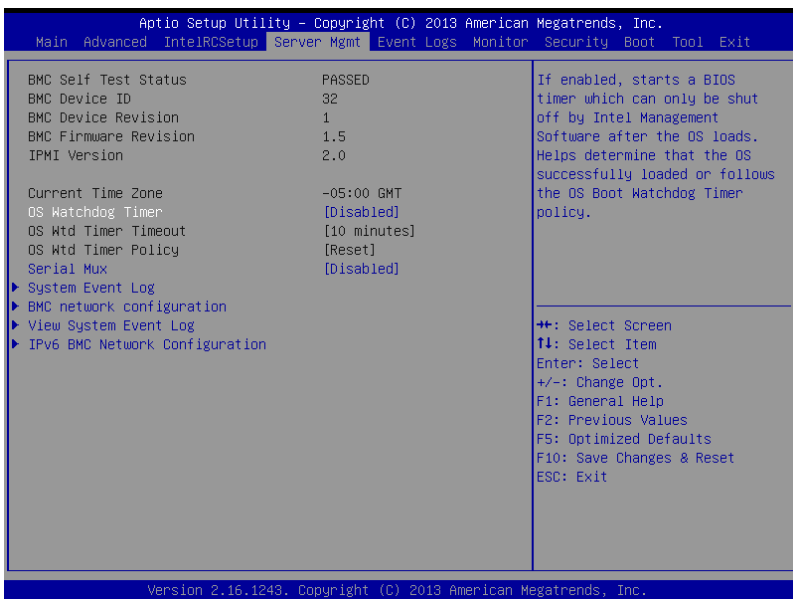 Aptio Setup Utility – Copyright (C) 2013 American Megatrends, Inc.
Main Advanced IntelRCSetup Server Mgmt Event Logs Monitor Security Boot Tool Exit
BMC Self Test Status PASSED
BMC Device ID 32
BMC Device Revision 1
BMC Firmware Revision 1.5
IPMI Version 2.0
Current Time Zone -05:00 GMT
OS Watchdog Timer [Disabled]
OS Wtd Timer Timeout [10 minutes]
OS Wtd Timer Policy [Reset]
Serial Mux [Disabled]
System Event Log
BMC network configuration
View System Event Log
IPv6 BMC Network Configuration
If enabled, starts a BIOS
timer which can only be shut
off by Intel Management
Software after the OS loads.
Helps determine that the OS
successfully loaded or follows
the OS Boot Watchdog Timer
policy.
→←: Select Screen
↑↓: Select Item
Enter: Select
+/-: Change Opt.
F1: General Help
F2: Previous Values
F5: Optimized Defaults
F10: Save Changes & Reset
ESC: Exit
Version 2.16.1243. Copyright (C) 2013 American Megatrends, Inc.